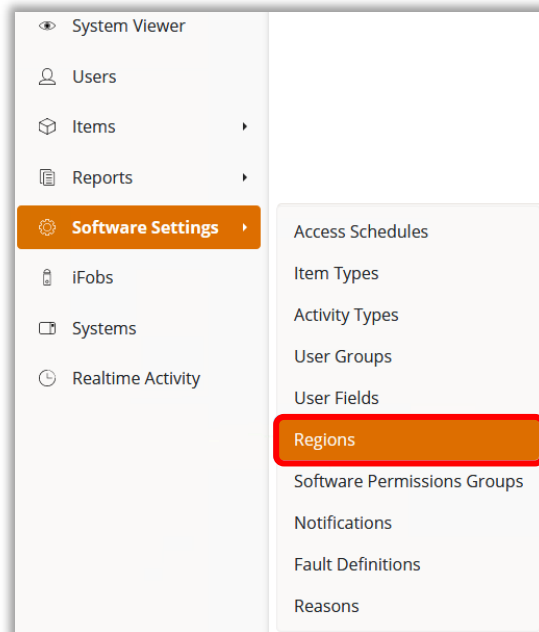 System Viewer
Users
Items
Reports
Software Settings
iFobs
Systems
Realtime Activity
Access Schedules
Item Types
Activity Types
User Groups
User Fields
Regions
Software Permissions Groups
Notifications
Fault Definitions
Reasons